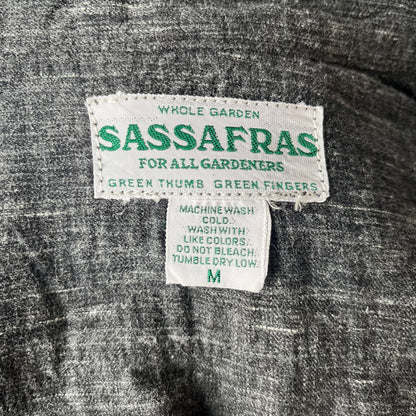 WHOLE GARDEN
SASSAFRAS
FOR ALL GARDENERS
GREEN THUMB GREEN FINGERS
MACHINE WASH
COLD.
WASH WITH
LIKE COLORS.
DO NOT BLEACH.
TUMBLE DRY LOW.
M